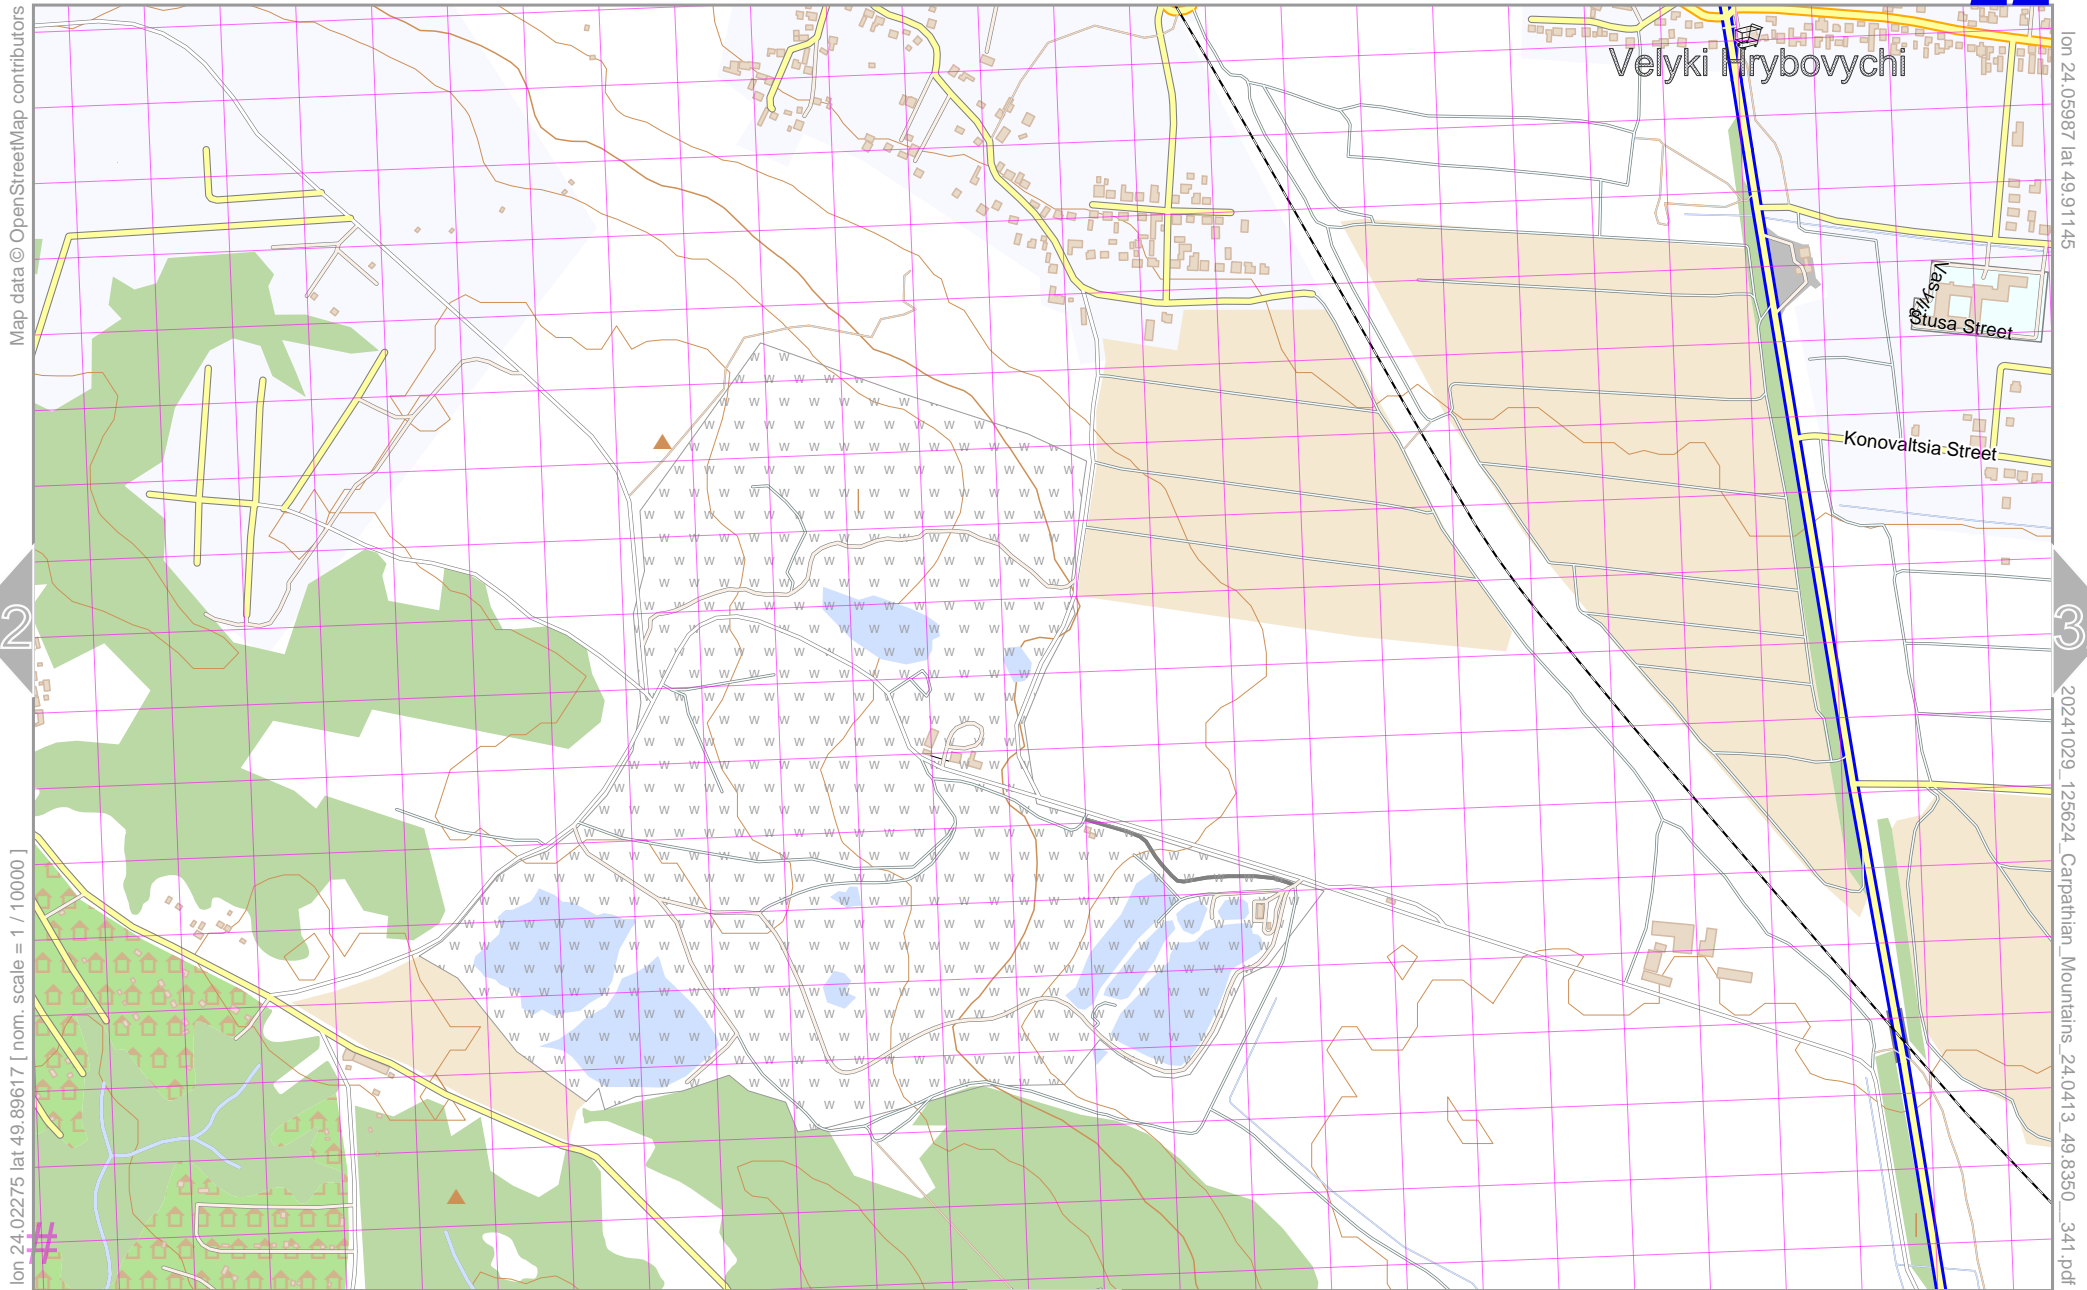 Map data © OpenStreetMap contributors
lon 24.02275 lat 49.89617 [ nom. scale = 1 / 10000 ]
2
#
Velyki Hrybovychi
Vasylia
Stusa Street
Konovaltsia Street
lon 24.05987 lat 49.91145
3
20241029_125624_Carpathian_Mountains_24.0413_49.8350__341.pdf